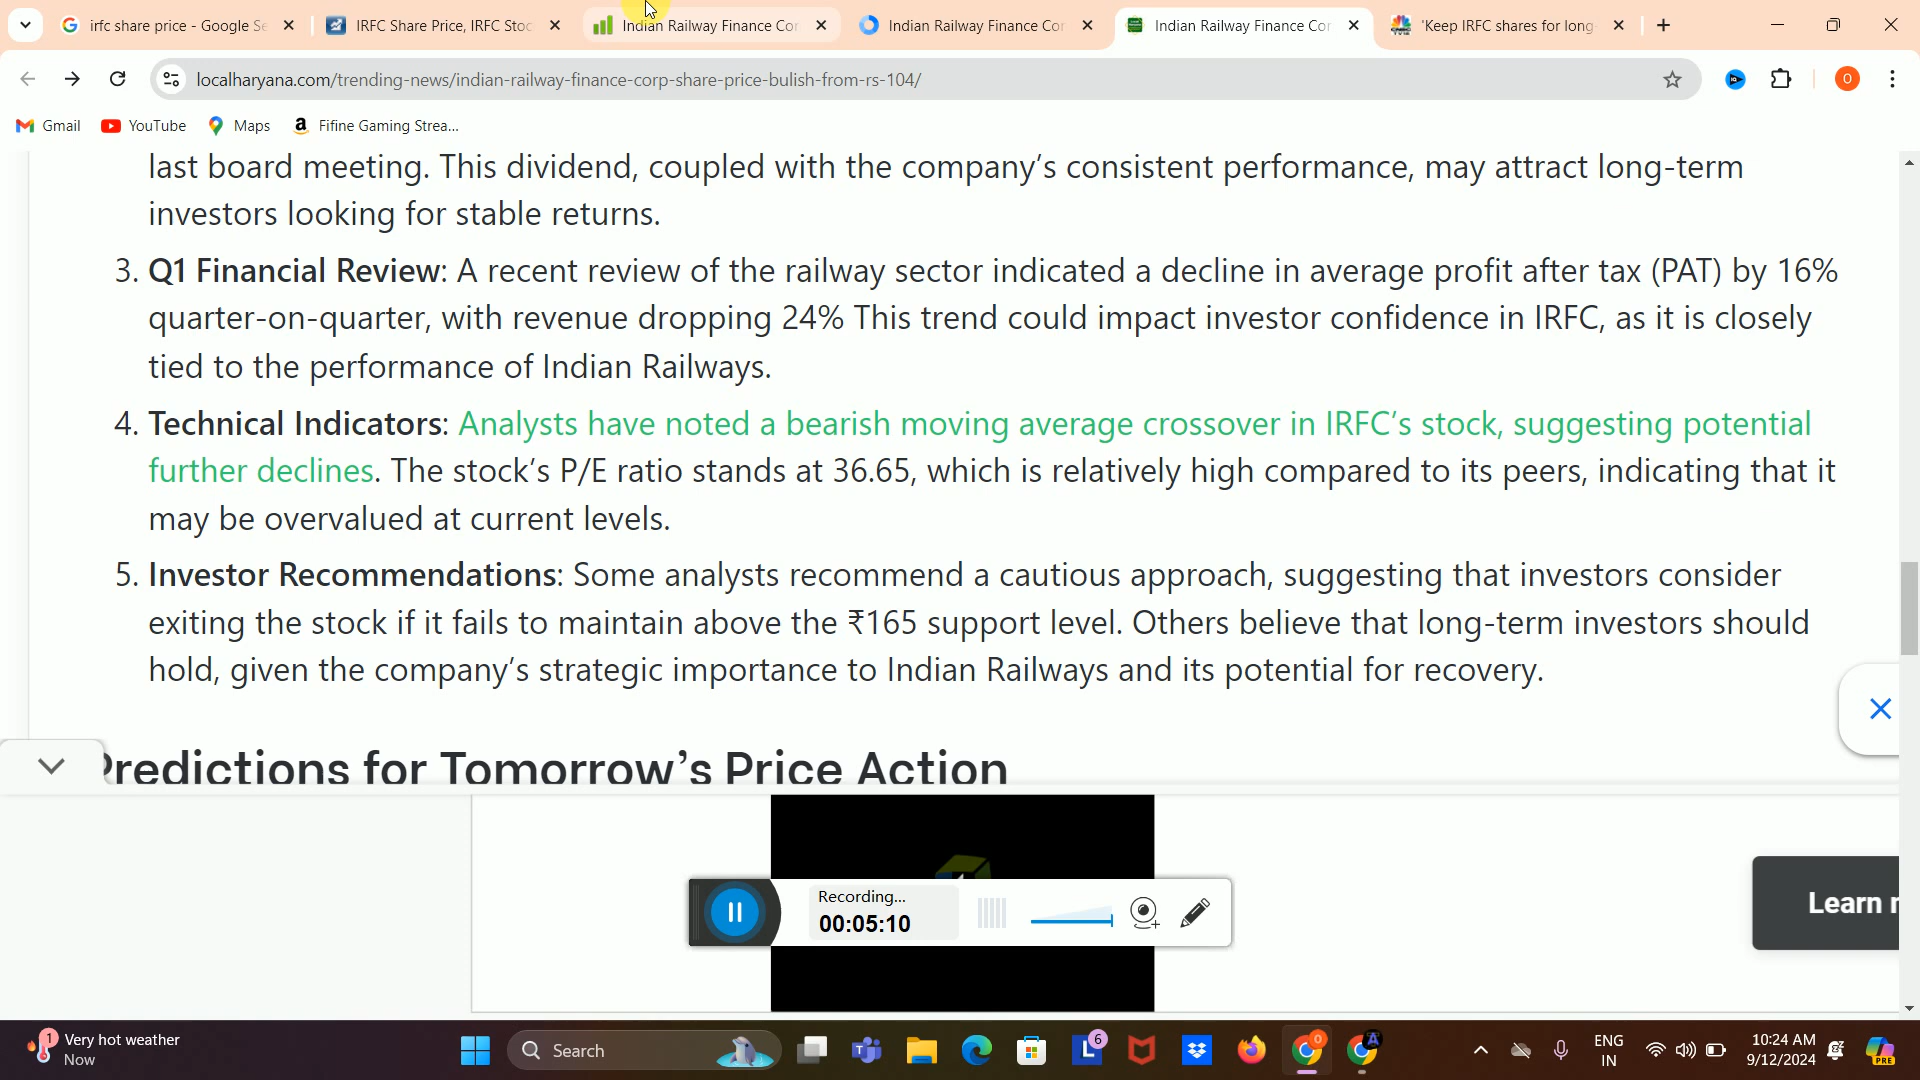 irfc share price - Google Se
IRFC Share Price, IRFC Stoc
Indian Railway Finance Cor
Indian Railway Finance Cor
Indian Railway Finance Cor
'Keep IRFC shares for long
localharyana.com/trending-news/indian-railway-finance-corp-share-price-bulish-from-rs-104/
O
Gmail
YouTube
Maps
Fifine Gaming Strea...
last board meeting. This dividend, coupled with the company’s consistent performance, may attract long-term
investors looking for stable returns.
3. Q1 Financial Review: A recent review of the railway sector indicated a decline in average profit after tax (PAT) by 16%
quarter-on-quarter, with revenue dropping 24% This trend could impact investor confidence in IRFC, as it is closely
tied to the performance of Indian Railways.
4. Technical Indicators: Analysts have noted a bearish moving average crossover in IRFC’s stock, suggesting potential
further declines. The stock’s P/E ratio stands at 36.65, which is relatively high compared to its peers, indicating that it
may be overvalued at current levels.
5. Investor Recommendations: Some analysts recommend a cautious approach, suggesting that investors consider
exiting the stock if it fails to maintain above the ₹165 support level. Others believe that long-term investors should
hold, given the company’s strategic importance to Indian Railways and its potential for recovery.
Predictions for Tomorrow’s Price Action
Recording...
00:05:10
Learn
1
Very hot weather
Now
Search
6
ENG
IN
10:24 AM
9/12/2024
PRE